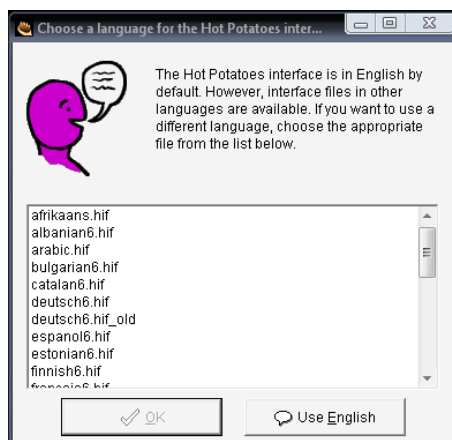 Choose a language for the Hot Potatoes inter...
The Hot Potatoes interface is in English by
default. However, interface files in other
languages are available. If you want to use a
different language, choose the appropriate
file from the list below.
afrikaans.hif
albanian6.hif
arabic.hif
bulgarian6.hif
catalan6.hif
deutsch6.hif
deutsch6.hif_old
espanol6.hif
estonian6.hif
finnish6.hif
OK
Use English